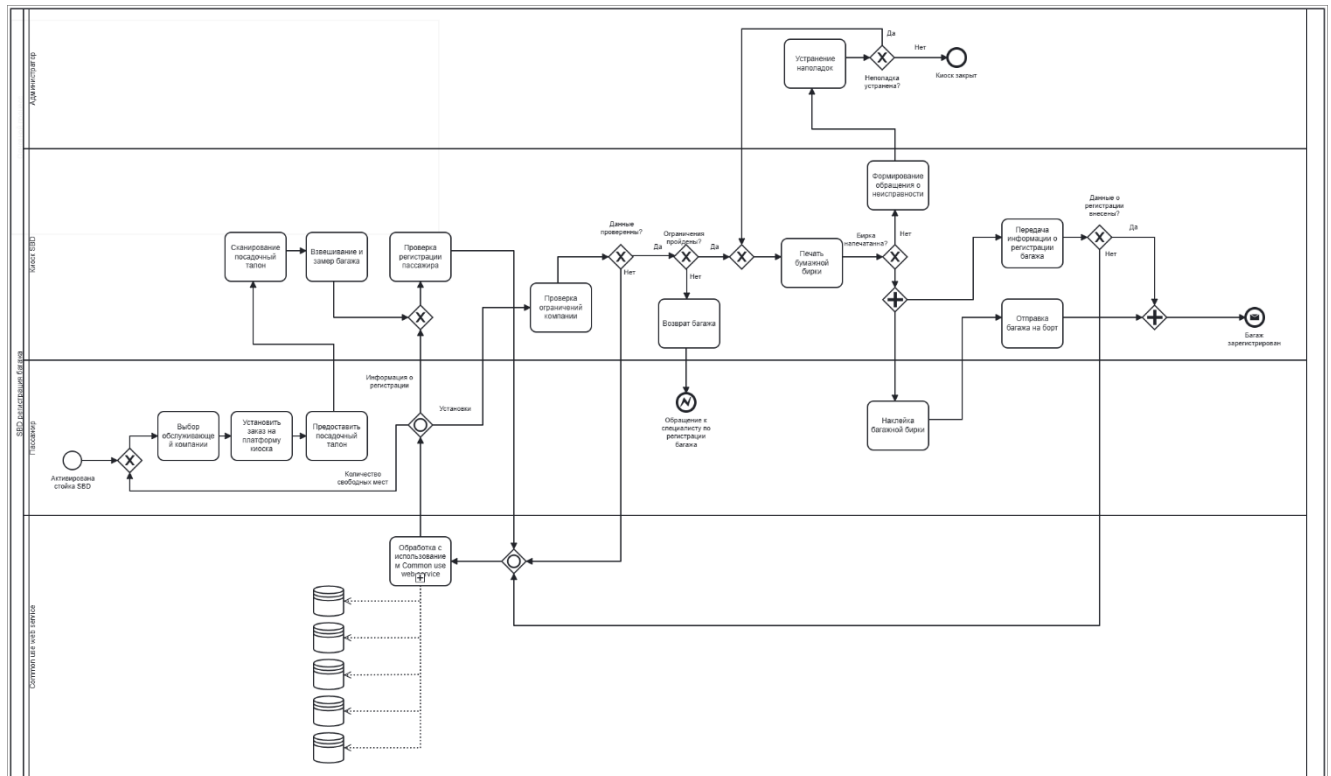 SBD регистрация багажа
Администратор
Устранение
наполадок
Да
Нет
Неполадка
устранена?
Киоск закрыт
Киоск SBD
Сканирование
посадочный
талон
Взвешивание и
замер багажа
Проверка
регистрации
пассажира
Проверка
ограничений
компании
Данные
проверенны?
Да
Нет
Ограничения
пройдены?
Да
Нет
Возврат багажа
Печать
бумажной
бирки
Бирка
напечатанна?
Нет
Формирование
обращения о
неисправности
Передача
информации о
регистрации
багажа
Данные о
регистрации
внесены?
Да
Нет
Отправка
багажа на борт
Багаж
зарегистрирован
Пассажир
Активирована
стойка SBD
Выбор
обслуживающе
й компании
Установить
заказ на
платформу
киоска
Предоставить
посадочный
талон
Информация о
регистрации
Установки
Количество
свободных мест
Обращение к
специалисту по
регистрации
багажа
Наклейка
багажной бирки
Common use web service
Обработка с
использование
м Common use
web service